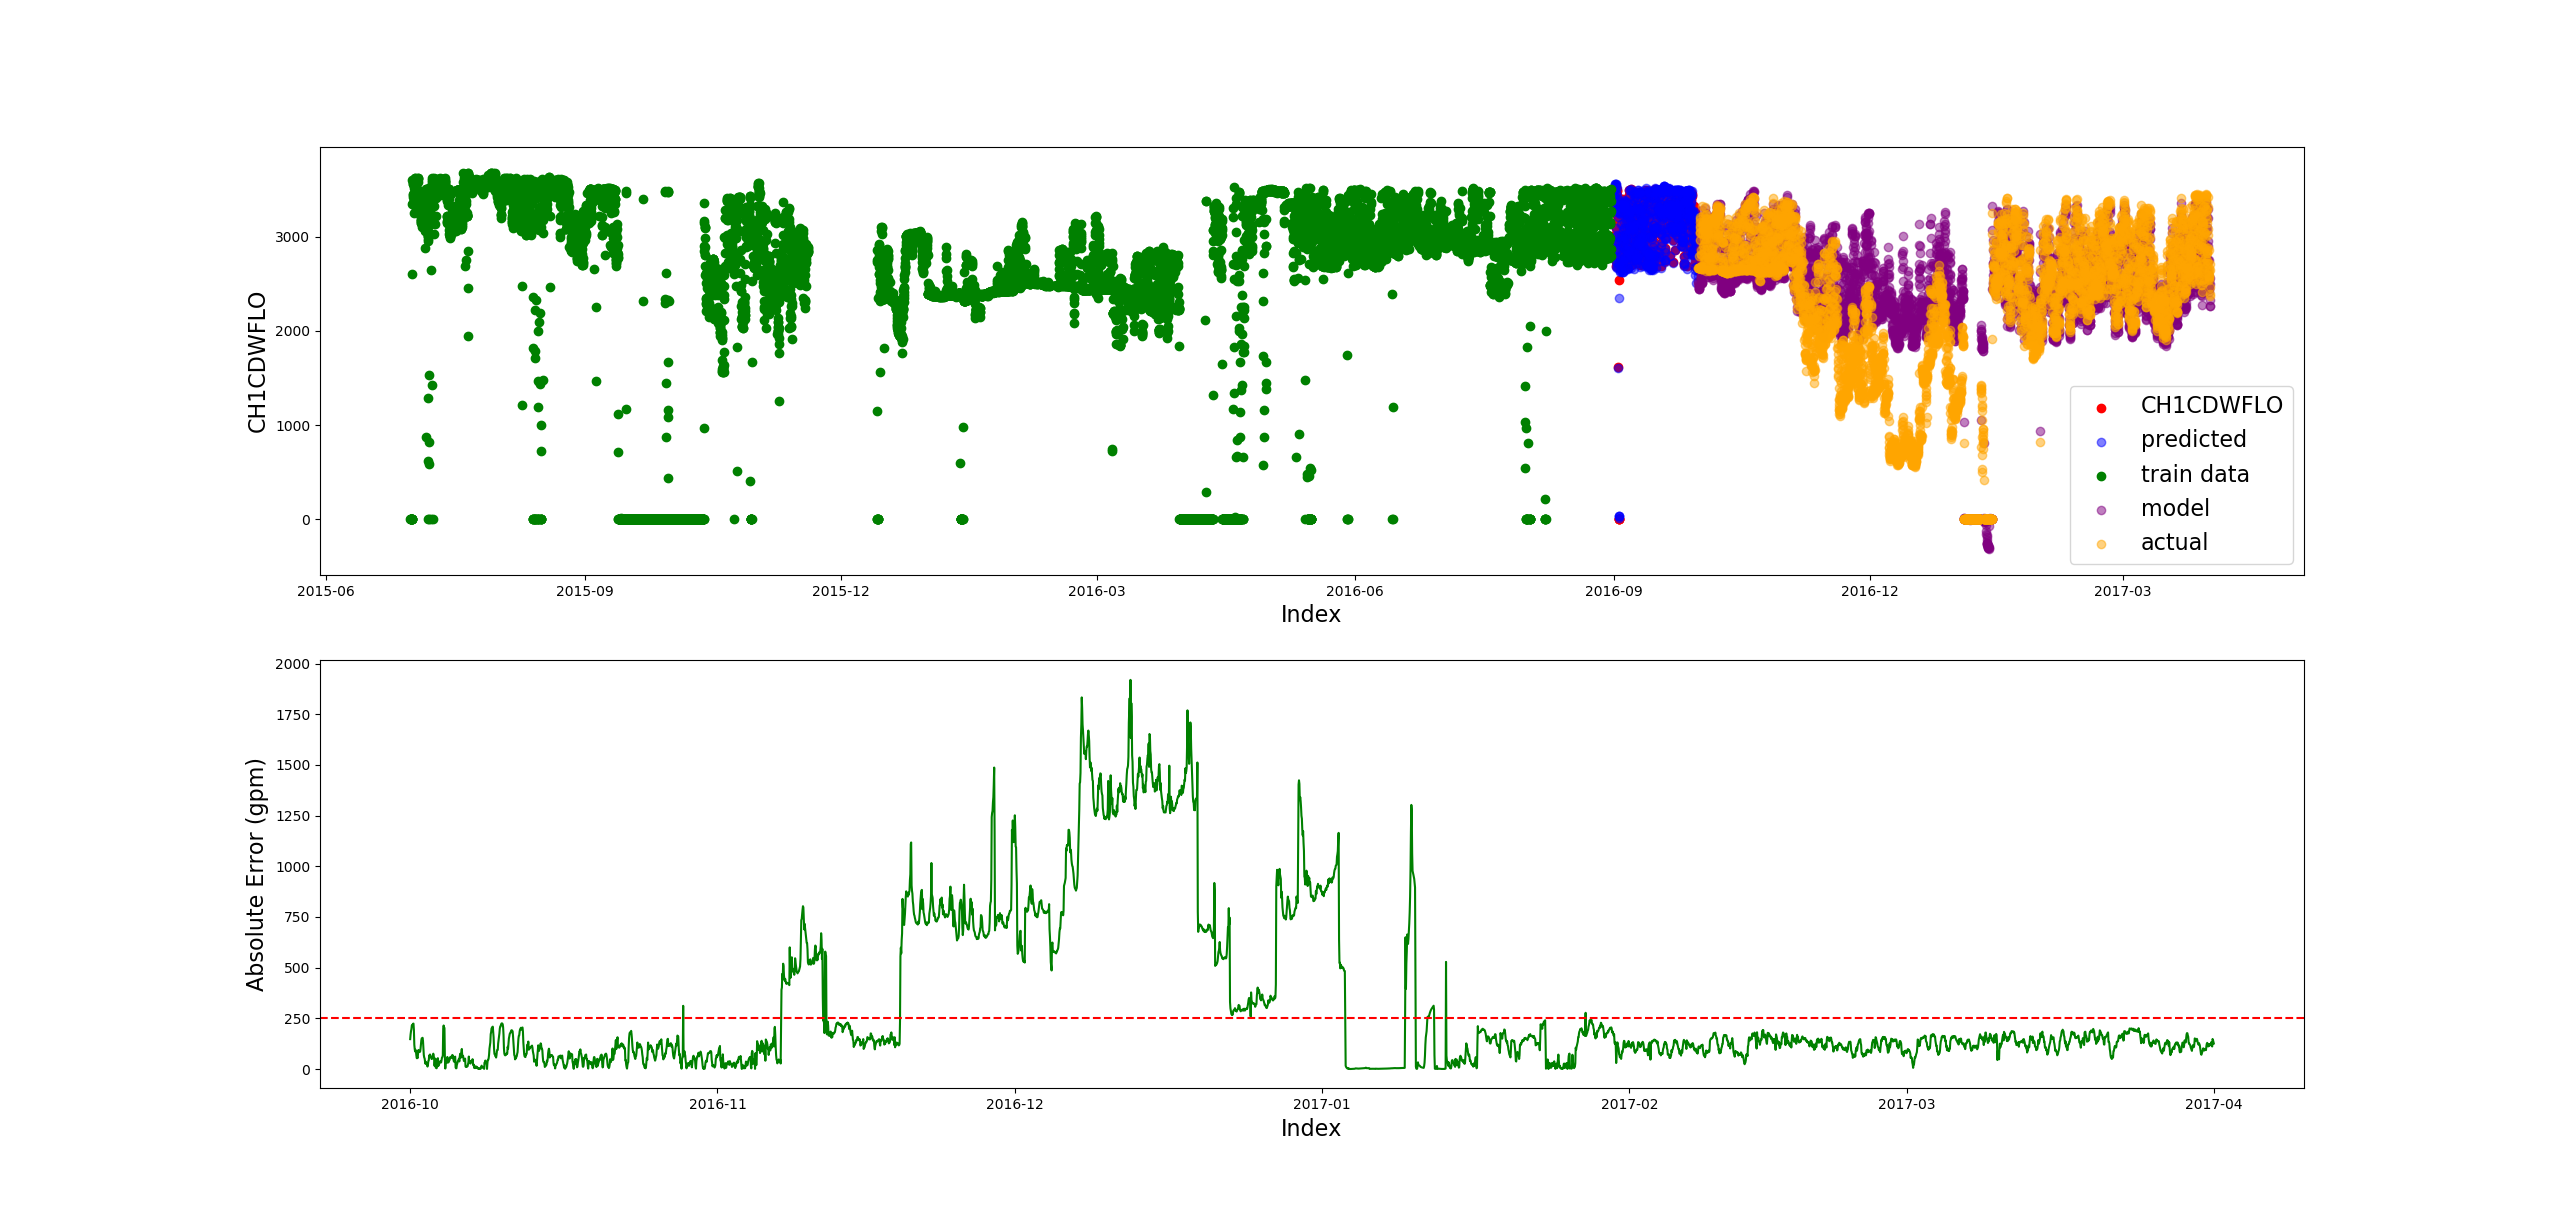 CH1CDWFLO
3000
2000
1000
0
CH1CDWFLO
predicted
train data
model
actual
2015-06 2015-09 2015-12 2016-03 2016-06 2016-09 2016-12 2017-03
Index
Absolute Error (gpm)
2000
1750
1500
1250
1000
750
500
250
0
2016-10 2016-11 2016-12 2017-01 2017-02 2017-03 2017-04
Index